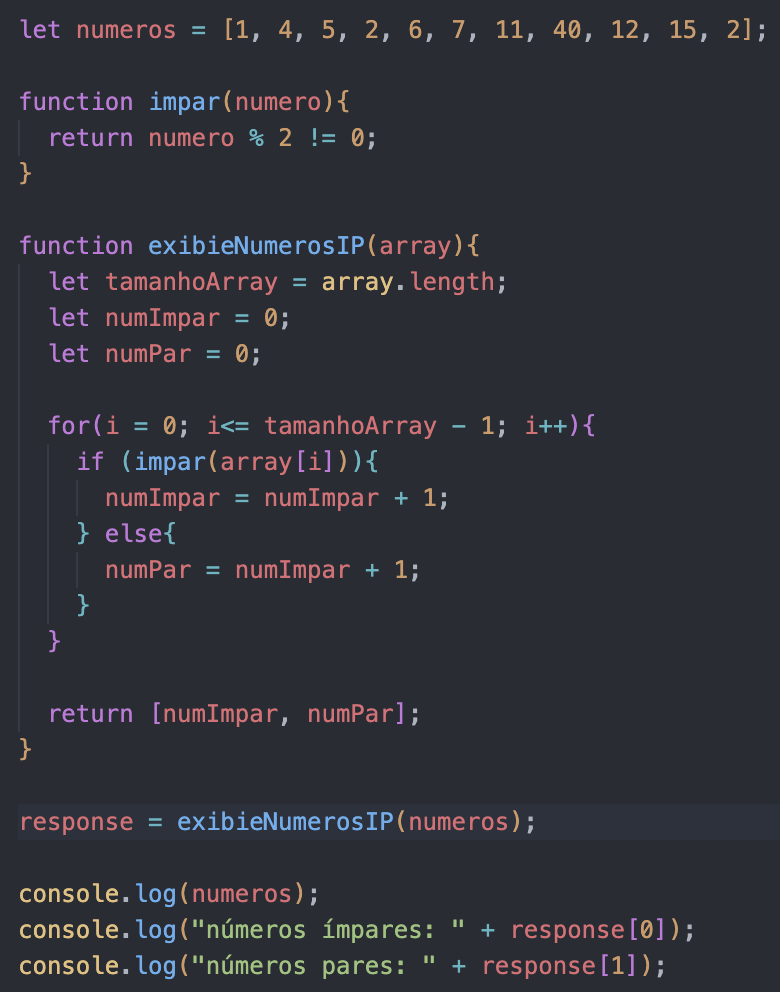 let numeros = [1, 4, 5, 2, 6, 7, 11, 40, 12, 15, 2];
function impar(numero){
return numero % 2 != 0;
}
function exibieNumerosIP(array){
let tamanhoArray = array.length;
let numImpar = 0;
let numPar = 0;
for(i = 0; i<= tamanhoArray - 1; i++){
if (impar(array[i])){
numImpar = numImpar + 1;
} else{
numPar = numImpar + 1;
}
}
return [numImpar, numPar];
}
response = exibieNumerosIP(numeros);
console.log(numeros);
console.log("números ímpares: " + response[0]);
console.log("números pares: " + response[1]);